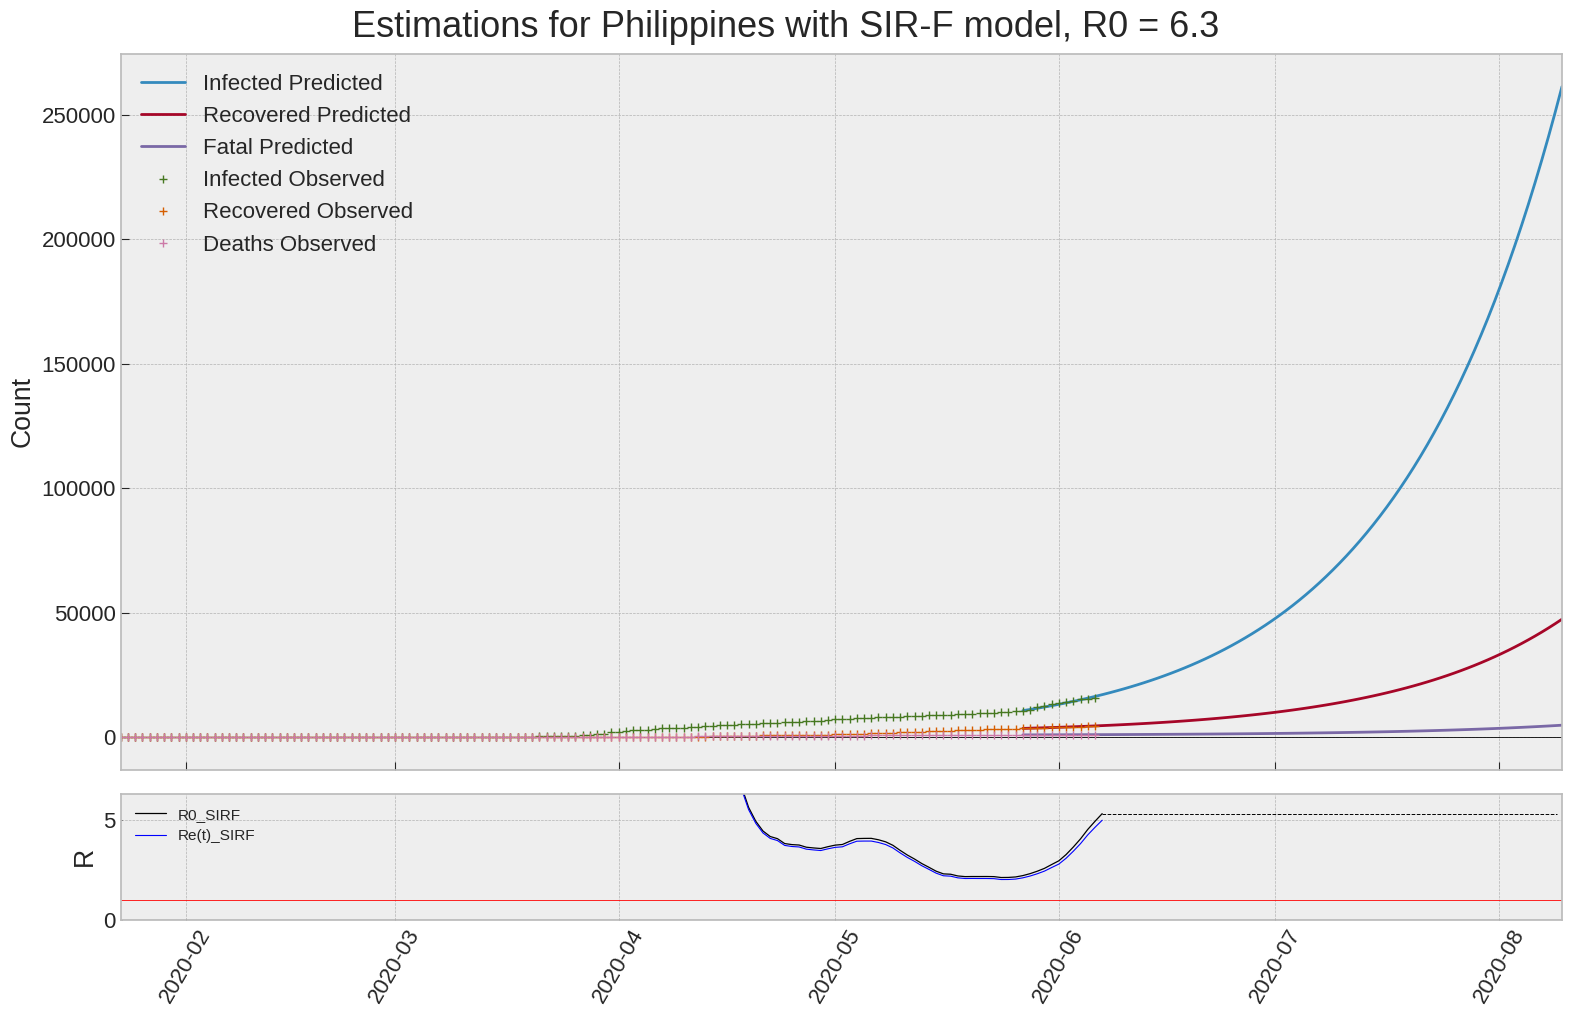 Estimations for Philippines with SIR-F model, R0 = 6.3
Infected Predicted
Recovered Predicted
Fatal Predicted
Infected Observed
Recovered Observed
Deaths Observed
250000
200000
150000
100000
50000
0
Count
R0_SIRF
Re(t)_SIRF
5
0
R
2020-02
2020-03
2020-04
2020-05
2020-06
2020-07
2020-08